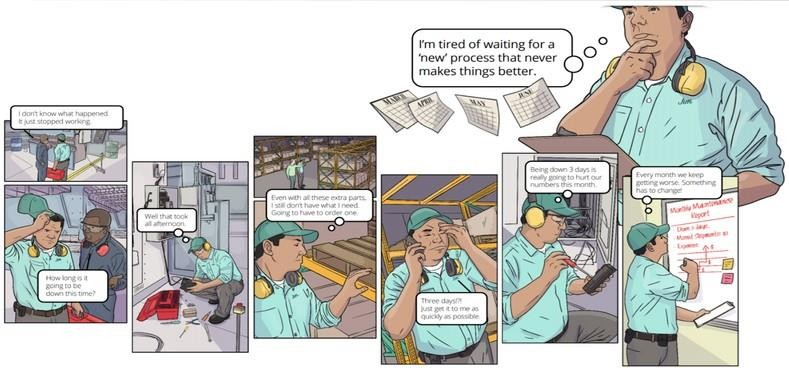 I don't know what happened.
It just stopped working.
How long is it
going to be
down this time?
Well that took
all afternoon.
Even with all these extra parts,
I still don't have what I need.
Going to have to order one.
Three days!?!
Just get it to me as
quickly as possible.
Being down 3 days is
really going to hurt our
numbers this month.
Every month we keep
getting worse. Something
has to change!
Monthly Maintenance
Report
Down 3 days.
Missed Shipments: 10
Expenses:
$
I'm tired of waiting for a
'new' process that never
makes things better.
MARCH
APRIL
MAY
JUNE
Jim